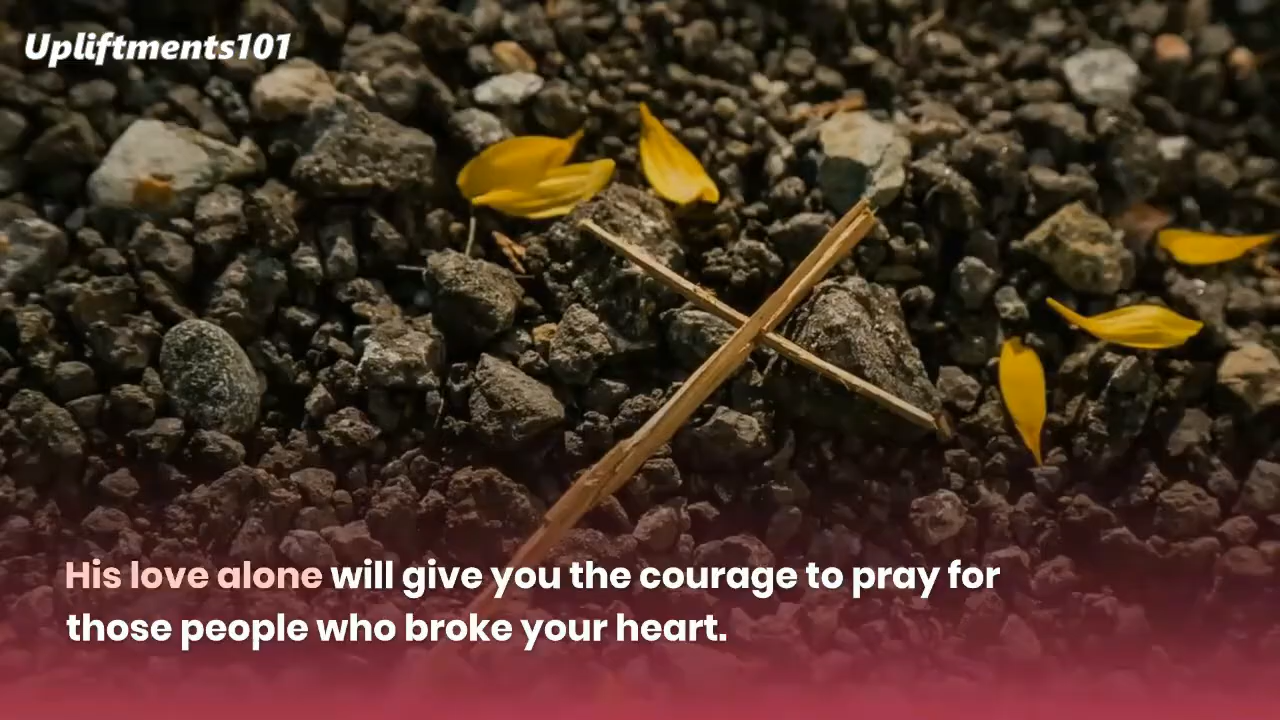 Upliftments101
His love alone will give you the courage to pray for
those people who broke your heart.